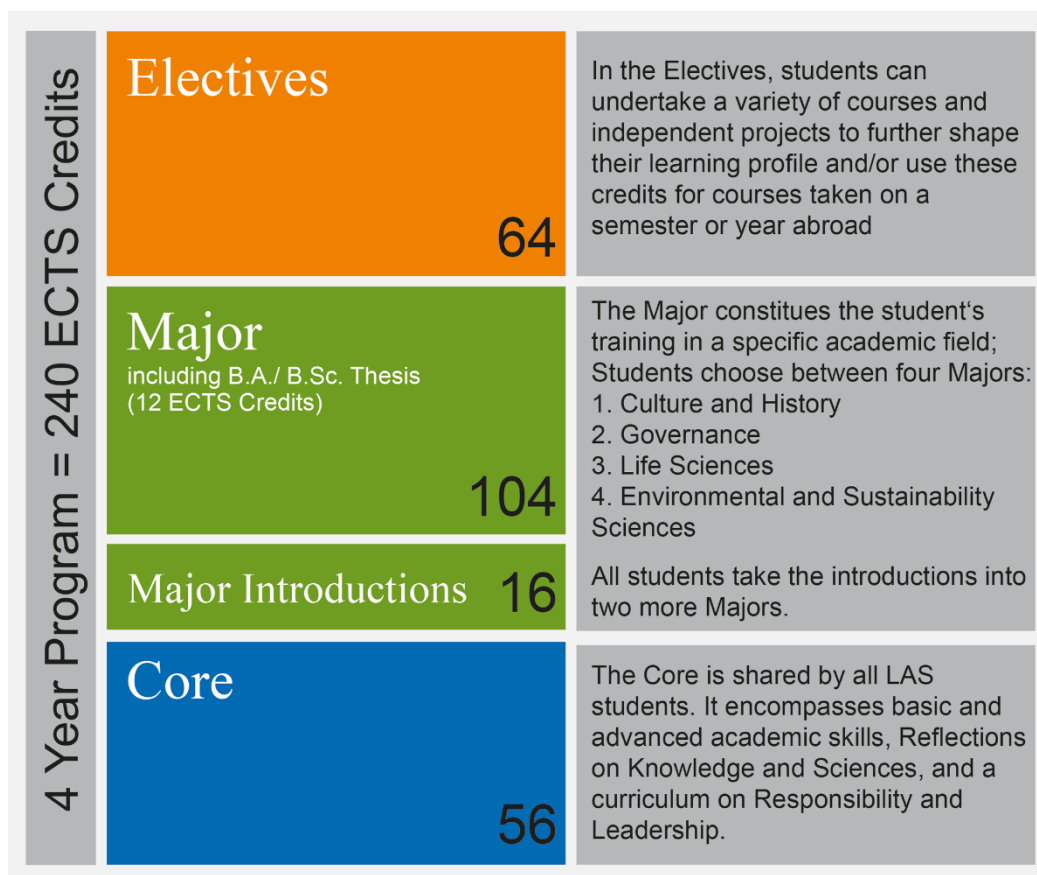 4 Year Program = 240 ECTS Credits
Electives
64
In the Electives, students can
undertake a variety of courses and
independent projects to further shape
their learning profile and/or use these
credits for courses taken on a
semester or year abroad
Major
including B.A./ B.Sc. Thesis
(12 ECTS Credits)
104
The Major constitues the student‘s
training in a specific academic field;
Students choose between four Majors:
1. Culture and History
2. Governance
3. Life Sciences
4. Environmental and Sustainability
Sciences
Major Introductions 16
All students take the introductions into
two more Majors.
Core
56
The Core is shared by all LAS
students. It encompasses basic and
advanced academic skills, Reflections
on Knowledge and Sciences, and a
curriculum on Responsibility and
Leadership.